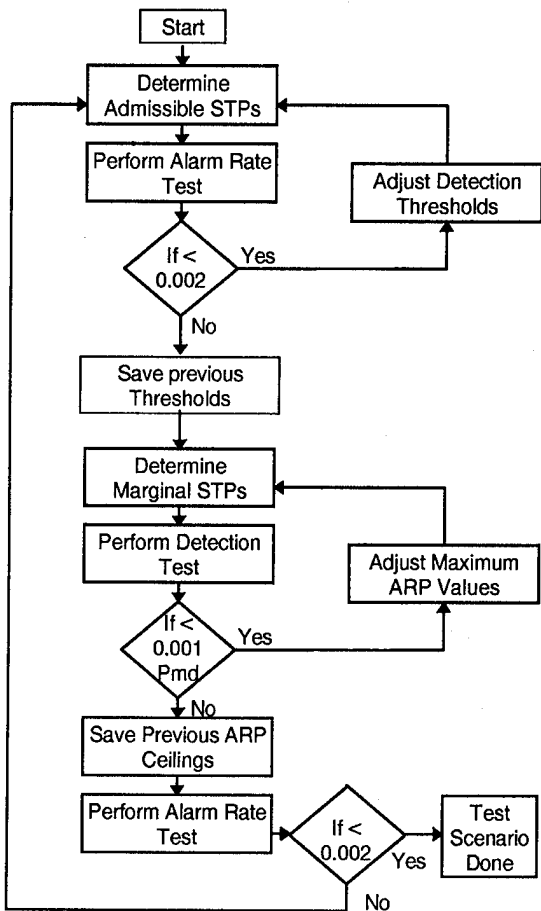 Start
Determine
Admissible STPs
Perform Alarm Rate
Test
Adjust Detection
Thresholds
If <
0.002
Yes
No
Save previous
Thresholds
Determine
Marginal STPs
Perform Detection
Test
Adjust Maximum
ARP Values
If <
0.001
Pmd
Yes
No
Save Previous ARP
Ceilings
Perform Alarm Rate
Test
If <
0.002
Yes
No
Test
Scenario
Done